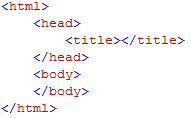 <html>
    <head>
        <title></title>
    </head>
    <body>
    </body>
</html>